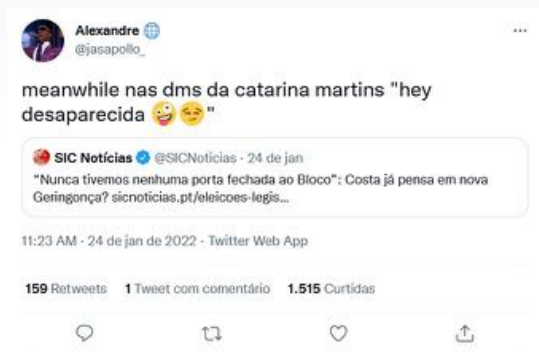 Alexandre
@jasapollo_
meanwhile nas dms da catarina martins "hey
desaparecida 🤪😏"
SIC Notícias @SICNoticias · 24 de jan
"Nunca tivemos nenhuma porta fechada ao Bloco": Costa já pensa em nova
Geringonça? sicnoticias.pt/eleicoes-legis...
11:23 AM · 24 de jan de 2022 · Twitter Web App
159 Retweets 1 Tweet com comentário 1.515 Curtidas